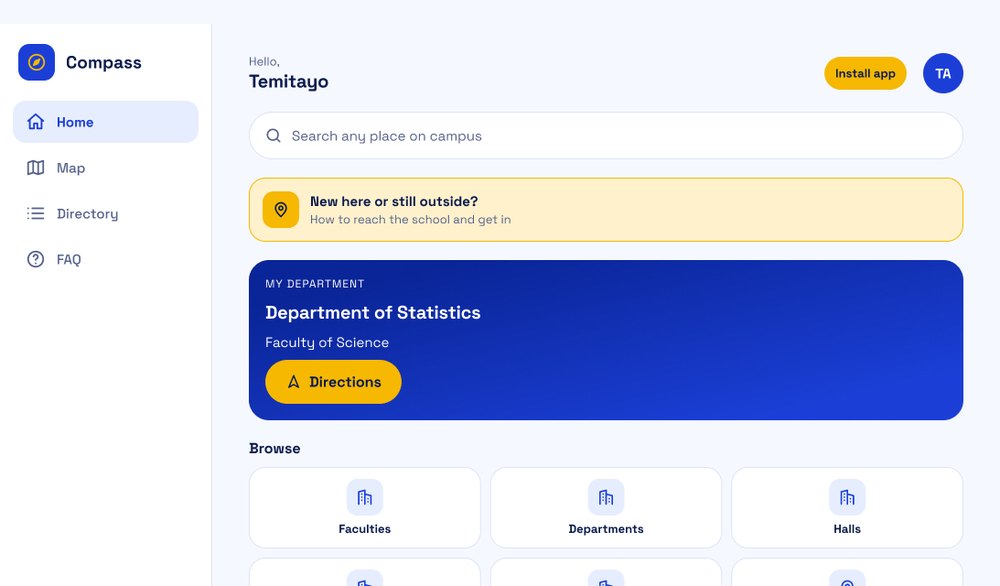 Compass
Home
Map
Directory
FAQ
Hello,
Temitayo
Install app
TA
Search any place on campus
New here or still outside?
How to reach the school and get in
MY DEPARTMENT
Department of Statistics
Faculty of Science
Directions
Browse
Faculties
Departments
Halls